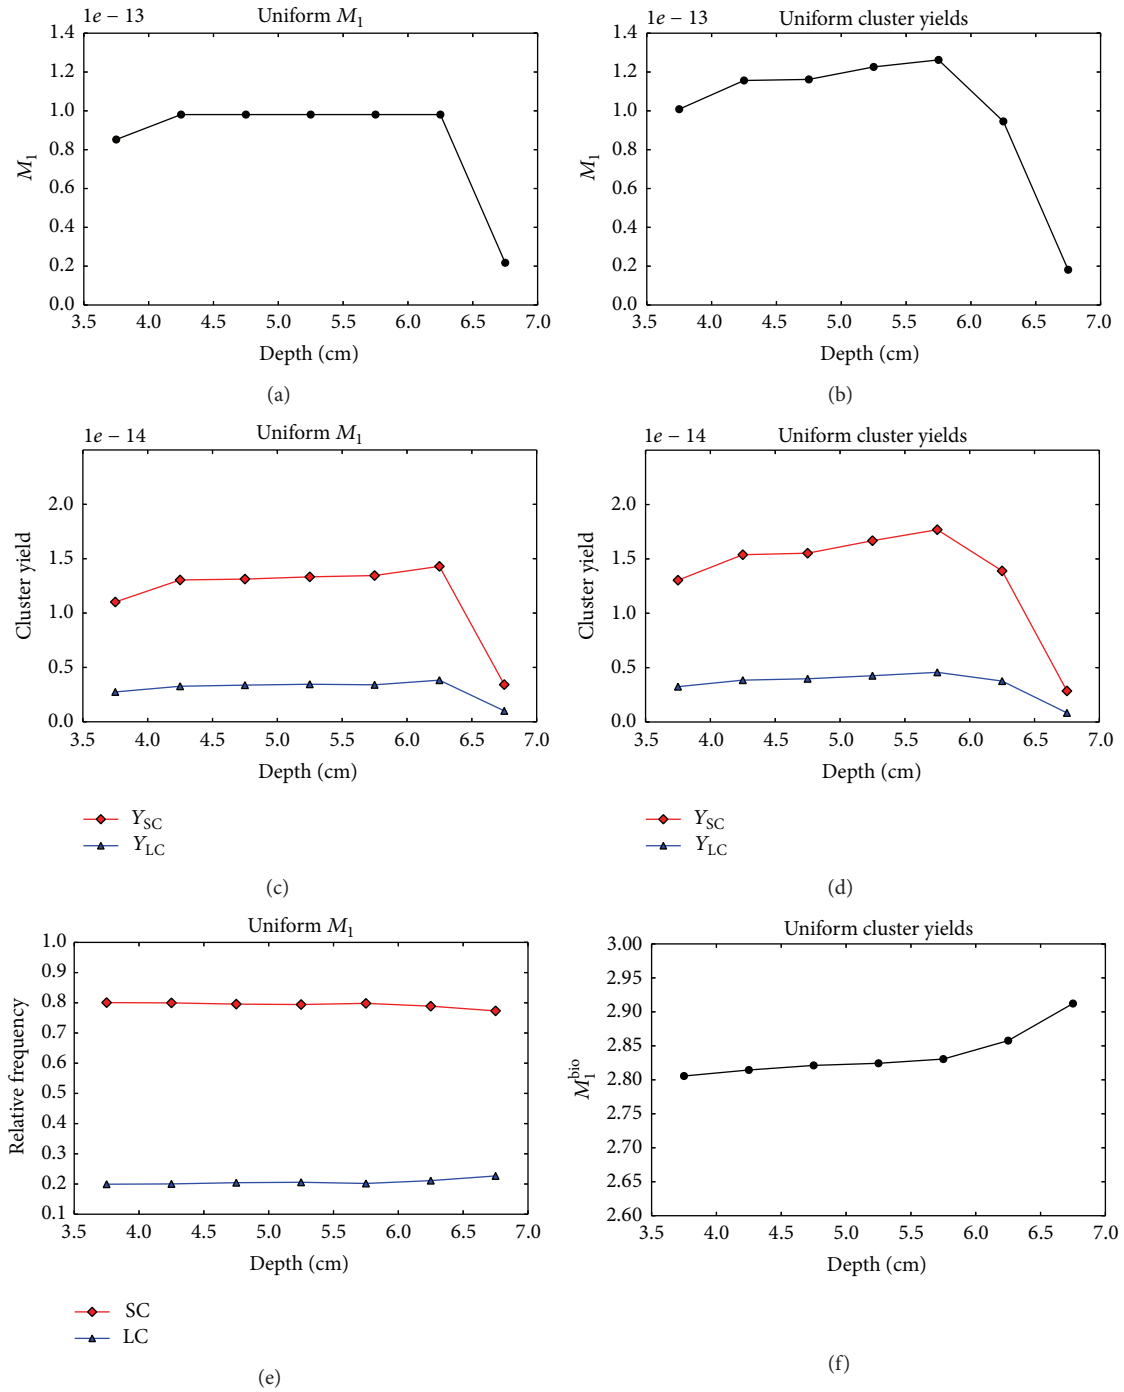 1e − 13
Uniform M1
1.4
1.2
1.0
0.8
0.6
0.4
0.2
0.0
M1
3.5 4.0 4.5 5.0 5.5 6.0 6.5 7.0
Depth (cm)
(a)
1e − 13
Uniform cluster yields
1.4
1.2
1.0
0.8
0.6
0.4
0.2
0.0
M1
3.5 4.0 4.5 5.0 5.5 6.0 6.5 7.0
Depth (cm)
(b)
1e − 14
Uniform M1
2.0
1.5
1.0
0.5
0.0
Cluster yield
3.5 4.0 4.5 5.0 5.5 6.0 6.5 7.0
Depth (cm)
YSC
YLC
(c)
1e − 14
Uniform cluster yields
2.0
1.5
1.0
0.5
0.0
Cluster yield
3.5 4.0 4.5 5.0 5.5 6.0 6.5 7.0
Depth (cm)
YSC
YLC
(d)
Uniform M1
1.0
0.9
0.8
0.7
0.6
0.5
0.4
0.3
0.2
0.1
Relative frequency
3.5 4.0 4.5 5.0 5.5 6.0 6.5 7.0
Depth (cm)
SC
LC
(e)
Uniform cluster yields
3.00
2.95
2.90
2.85
2.80
2.75
2.70
2.65
2.60
M1bio
3.5 4.0 4.5 5.0 5.5 6.0 6.5 7.0
Depth (cm)
(f)